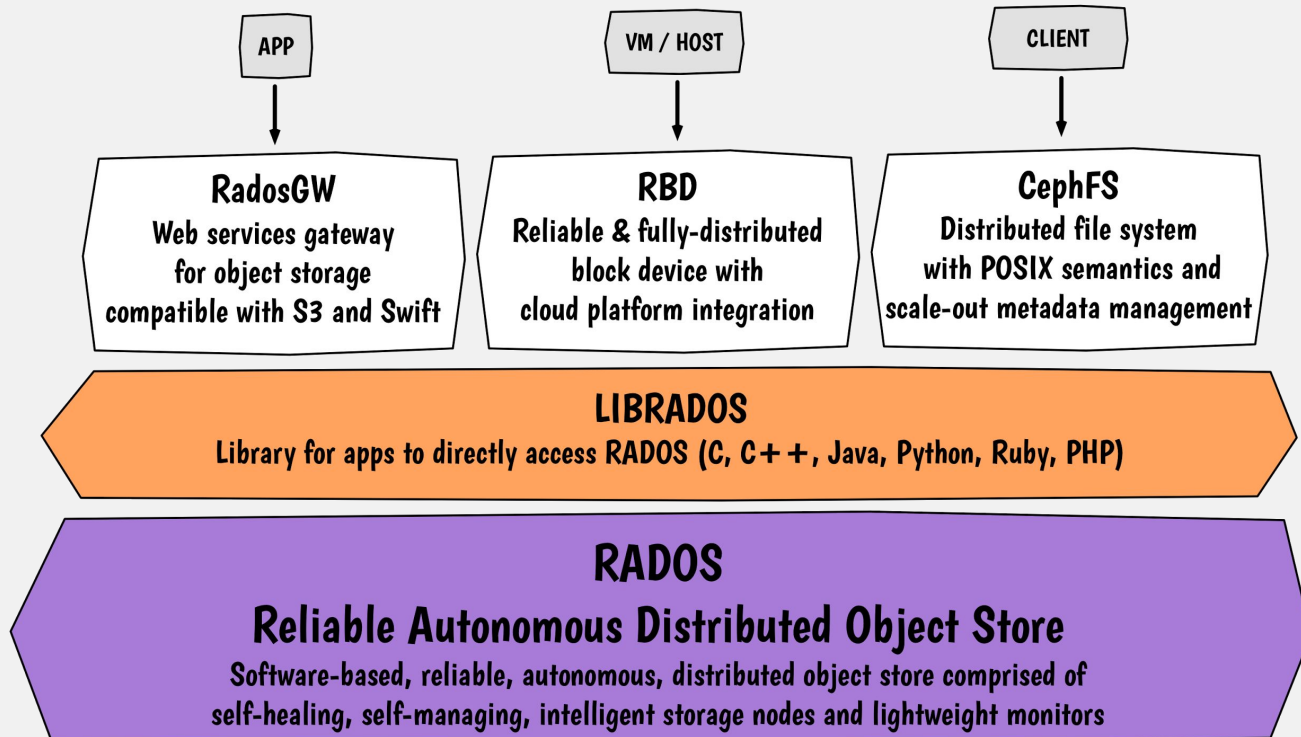 APP
VM / HOST
CLIENT
RadosGW
Web services gateway
for object storage
compatible with S3 and Swift
RBD
Reliable & fully-distributed
block device with
cloud platform integration
CephFS
Distributed file system
with POSIX semantics and
scale-out metadata management
LIBRADOS
Library for apps to directly access RADOS (C, C++, Java, Python, Ruby, PHP)
RADOS
Reliable Autonomous Distributed Object Store
Software-based, reliable, autonomous, distributed object store comprised of
self-healing, self-managing, intelligent storage nodes and lightweight monitors